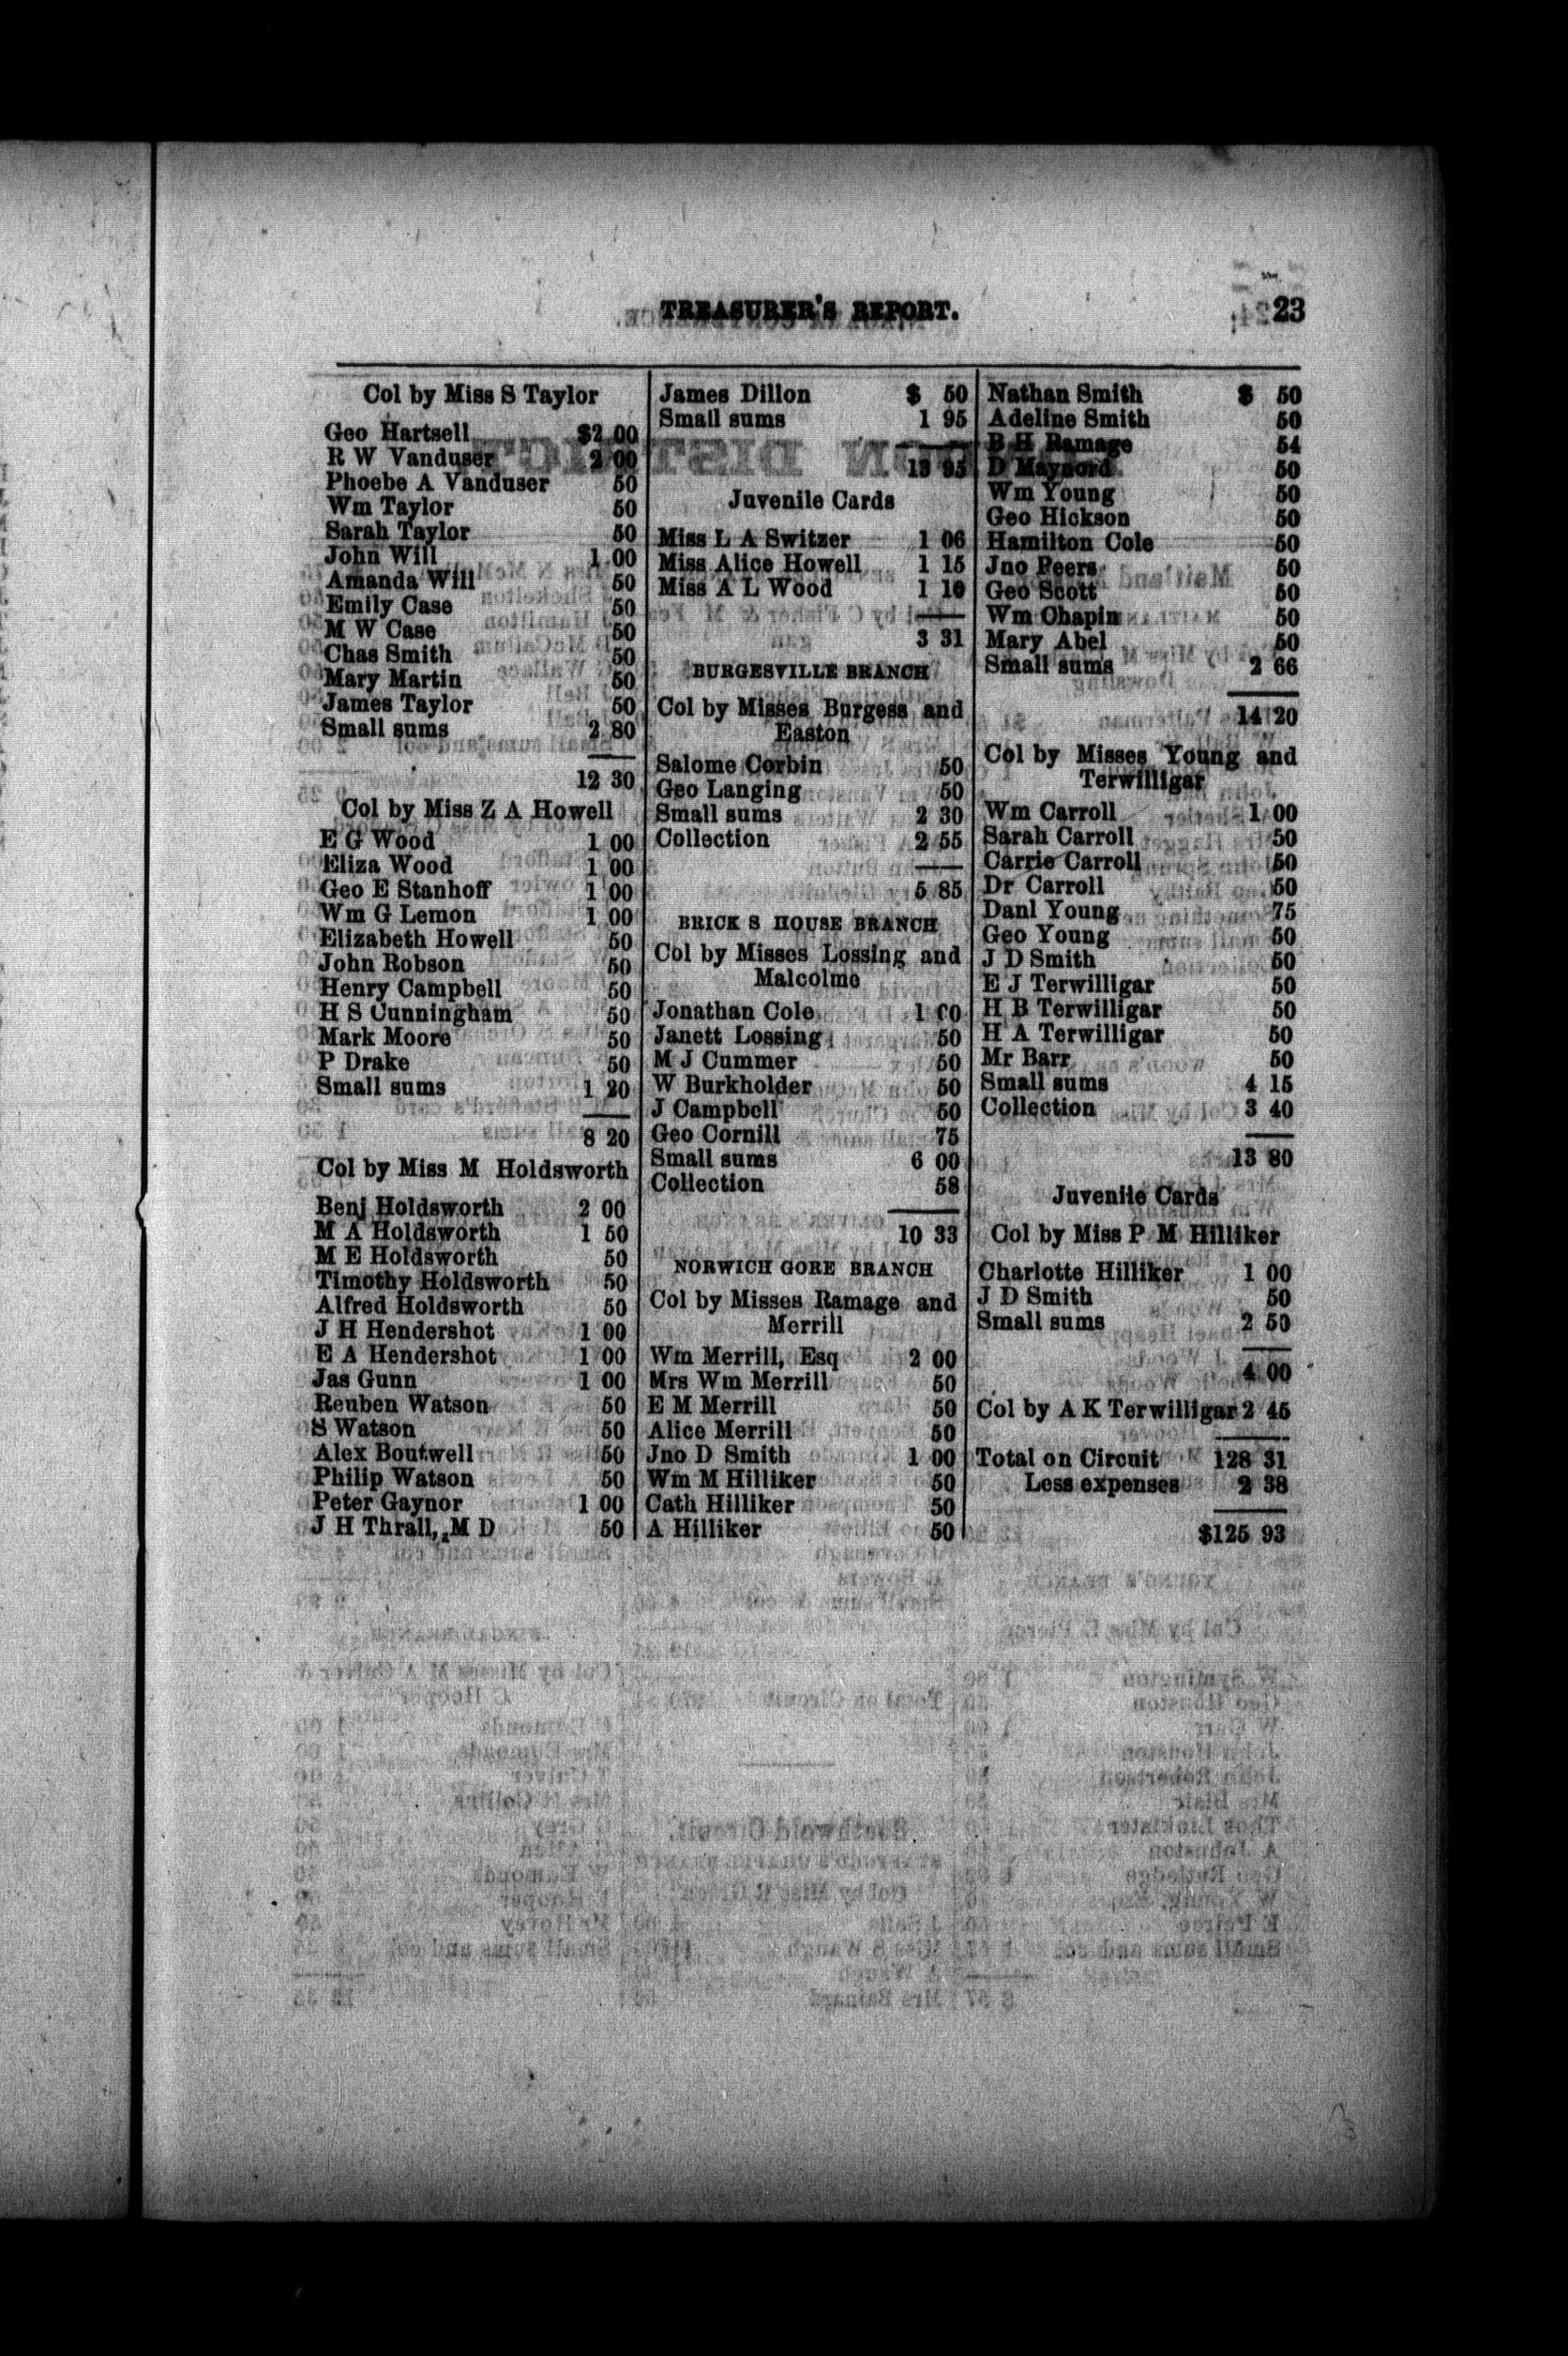 TREASURER'S REPORT.
23
Col by Miss S Taylor
Geo Hartsell $2 00
R W Vanduser 2 00
Phoebe A Vanduser 50
Wm Taylor 50
Sarah Taylor 50
John Will 1 00
Amanda Will 50
Emily Case 50
M W Case 50
Chas Smith 50
Mary Martin 50
James Taylor 50
Small sums 2 80
12 30
Col by Miss Z A Howell
E G Wood 1 00
Eliza Wood 1 00
Geo E Stanhoff 1 00
Wm G Lemon 1 00
Elizabeth Howell 50
John Robson 50
Henry Campbell 50
H S Cunningham 50
Mark Moore 50
P Drake 50
Small sums 1 20
8 20
Col by Miss M Holdsworth
Benj Holdsworth 2 00
M A Holdsworth 1 50
M E Holdsworth 50
Timothy Holdsworth 50
Alfred Holdsworth 50
J H Hendershot 1 00
E A Hendershot 1 00
Jas Gunn 1 00
Reuben Watson 50
S Watson 50
Alex Boutwell 50
Philip Watson 50
Peter Gaynor 1 00
J H Thrall, M D 50
James Dillon $ 50
Small sums 1 95
13 95
Juvenile Cards
Miss L A Switzer 1 06
Miss Alice Howell 1 15
Miss A L Wood 1 10
3 31
BURGESVILLE BRANCH
Col by Misses Burgess and
Easton
Salome Corbin 50
Geo Langing 50
Small sums 2 30
Collection 2 55
5 85
BRICK S HOUSE BRANCH
Col by Misses Lossing and
Malcolme
Jonathan Cole 1 00
Janett Lossing 50
M J Cummer 50
W Burkholder 50
J Campbell 50
Geo Cornill 75
Small sums 6 00
Collection 58
10 33
NORWICH GORE BRANCH
Col by Misses Ramage and
Merrill
Wm Merrill, Esq 2 00
Mrs Wm Merrill 50
E M Merrill 50
Alice Merrill 50
Jno D Smith 1 00
Wm M Hilliker 50
Cath Hilliker 50
A Hilliker 50
Nathan Smith $ 50
Adeline Smith 50
B H Ramage 54
D Maynord 50
Wm Young 50
Geo Hickson 50
Hamilton Cole 50
Jno Peers 50
Geo Scott 50
Wm Chapin 50
Mary Abel 50
Small sums 2 66
14 20
Col by Misses Young and
Terwilligar
Wm Carroll 1 00
Sarah Carroll 50
Carrie Carroll 50
Dr Carroll 50
Danl Young 75
Geo Young 50
J D Smith 50
E J Terwilligar 50
H B Terwilligar 50
H A Terwilligar 50
Mr Barr 50
Small sums 4 15
Collection 3 40
13 80
Juvenile Cards
Col by Miss P M Hilliker
Charlotte Hilliker 1 00
J D Smith 50
Small sums 2 50
4 00
Col by A K Terwilligar 2 45
Total on Circuit 128 31
Less expenses 2 38
$125 93